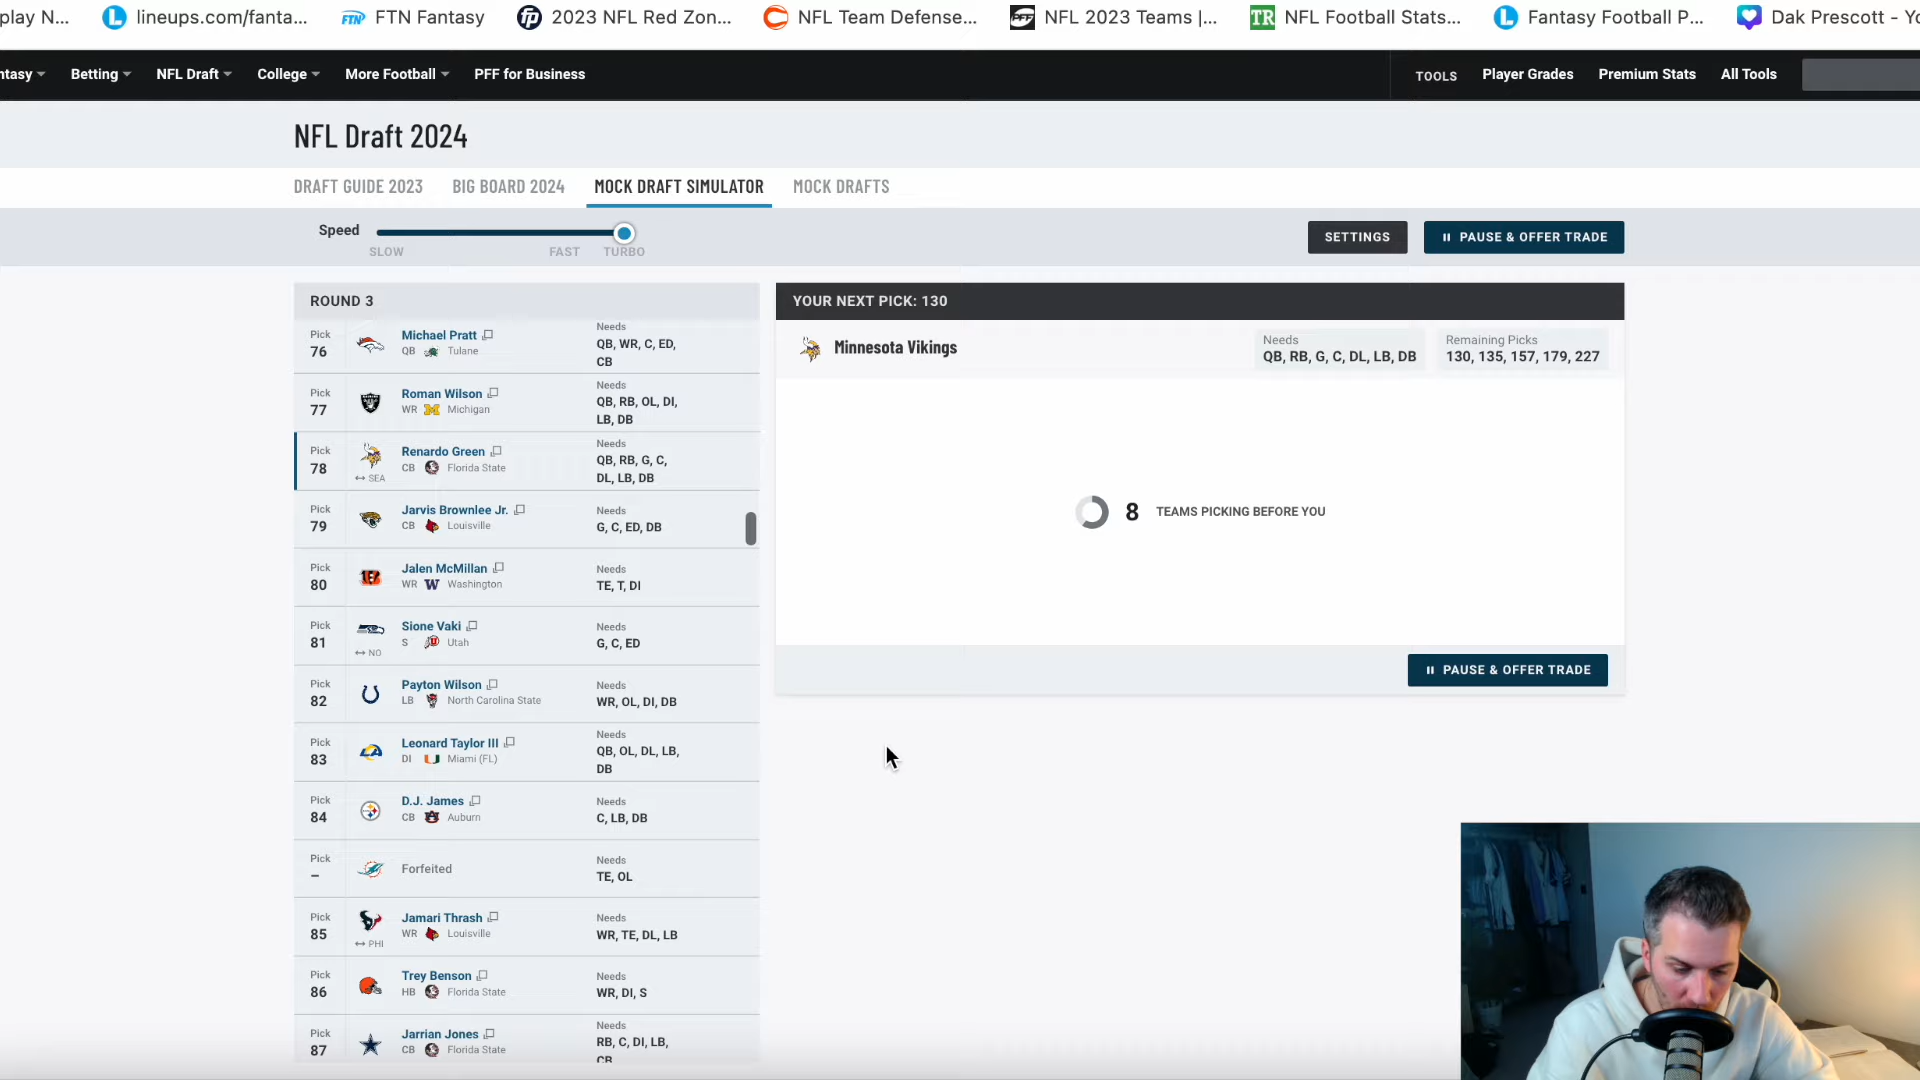 play N...
lineups.com/fanta...
FTN FTN Fantasy
fp 2023 NFL Red Zon...
NFL Team Defense...
PFF NFL 2023 Teams |...
TR NFL Football Stats...
Fantasy Football P...
Dak Prescott - Yo
ntasy
Betting
NFL Draft
College
More Football
PFF for Business
TOOLS
Player Grades
Premium Stats
All Tools
NFL Draft 2024
DRAFT GUIDE 2023
BIG BOARD 2024
MOCK DRAFT SIMULATOR
MOCK DRAFTS
Speed
SLOW
FAST
TURBO
SETTINGS
PAUSE & OFFER TRADE
ROUND 3
Pick
76
Michael Pratt
QB Tulane
Needs
QB, WR, C, ED,
CB
Pick
77
Roman Wilson
WR Michigan
Needs
QB, RB, OL, DI,
LB, DB
Pick
78
↔ SEA
Renardo Green
CB Florida State
Needs
QB, RB, G, C,
DL, LB, DB
Pick
79
Jarvis Brownlee Jr.
CB Louisville
Needs
G, C, ED, DB
Pick
80
Jalen McMillan
WR Washington
Needs
TE, T, DI
Pick
81
↔ NO
Sione Vaki
S Utah
Needs
G, C, ED
Pick
82
Payton Wilson
LB North Carolina State
Needs
WR, OL, DI, DB
Pick
83
Leonard Taylor III
DI Miami (FL)
Needs
QB, OL, DL, LB,
DB
Pick
84
D.J. James
CB Auburn
Needs
C, LB, DB
Pick
–
Forfeited
Needs
TE, OL
Pick
85
↔ PHI
Jamari Thrash
WR Louisville
Needs
WR, TE, DL, LB
Pick
86
Trey Benson
HB Florida State
Needs
WR, DI, S
Pick
87
Jarrian Jones
CB Florida State
Needs
RB, C, DI, LB,
CB
YOUR NEXT PICK: 130
Minnesota Vikings
Needs
QB, RB, G, C, DL, LB, DB
Remaining Picks
130, 135, 157, 179, 227
8 TEAMS PICKING BEFORE YOU
PAUSE & OFFER TRADE